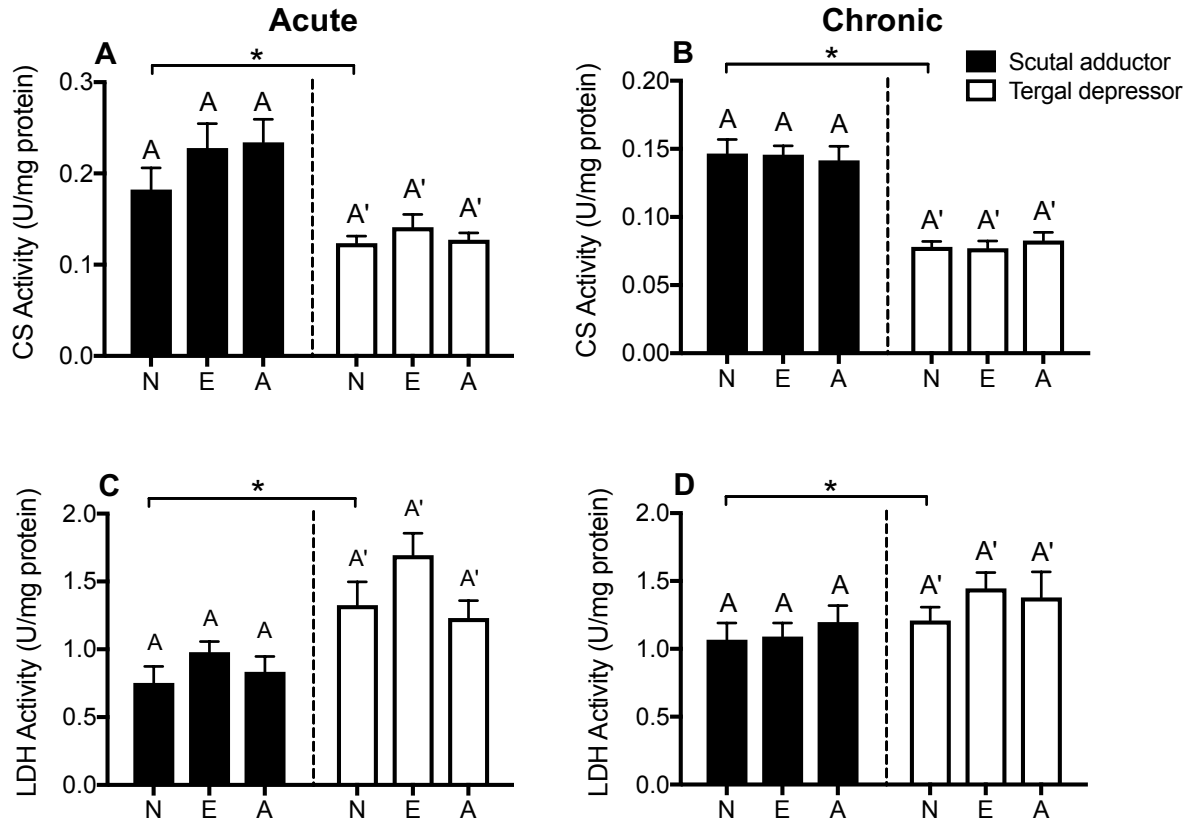 Acute
Chronic
A
*
CS Activity (U/mg protein)
0.3
0.2
0.1
0.0
A
A
A
A'
A'
A'
N
E
A
N
E
A
B
*
Scutal adductor
Tergal depressor
CS Activity (U/mg protein)
0.20
0.15
0.10
0.05
0.00
A
A
A
A'
A'
A'
N
E
A
N
E
A
C
*
LDH Activity (U/mg protein)
2.0
1.5
1.0
0.5
0.0
A
A
A
A'
A'
A'
N
E
A
N
E
A
D
*
LDH Activity (U/mg protein)
2.0
1.5
1.0
0.5
0.0
A
A
A
A'
A'
A'
N
E
A
N
E
A